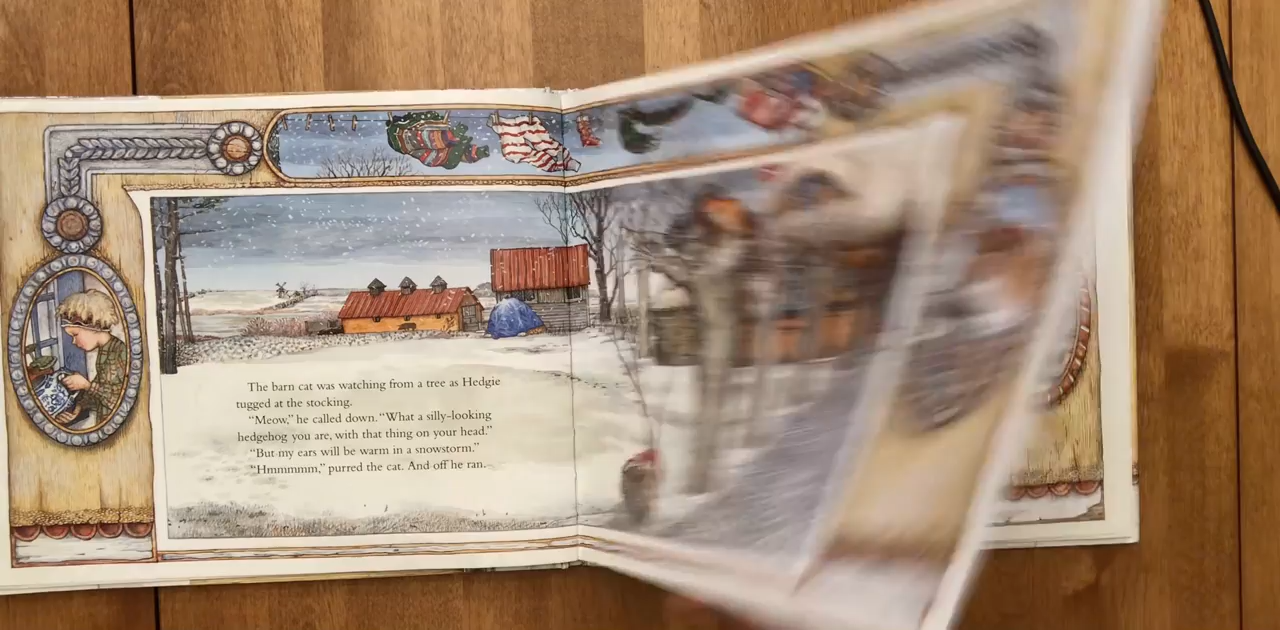 The barn cat was watching from a tree as Hedgie
tugged at the stocking.
"Meow," he called down. "What a silly-looking
hedgehog you are, with that thing on your head."
"But my ears will be warm in a snowstorm."
"Hmmmmm," purred the cat. And off he ran.